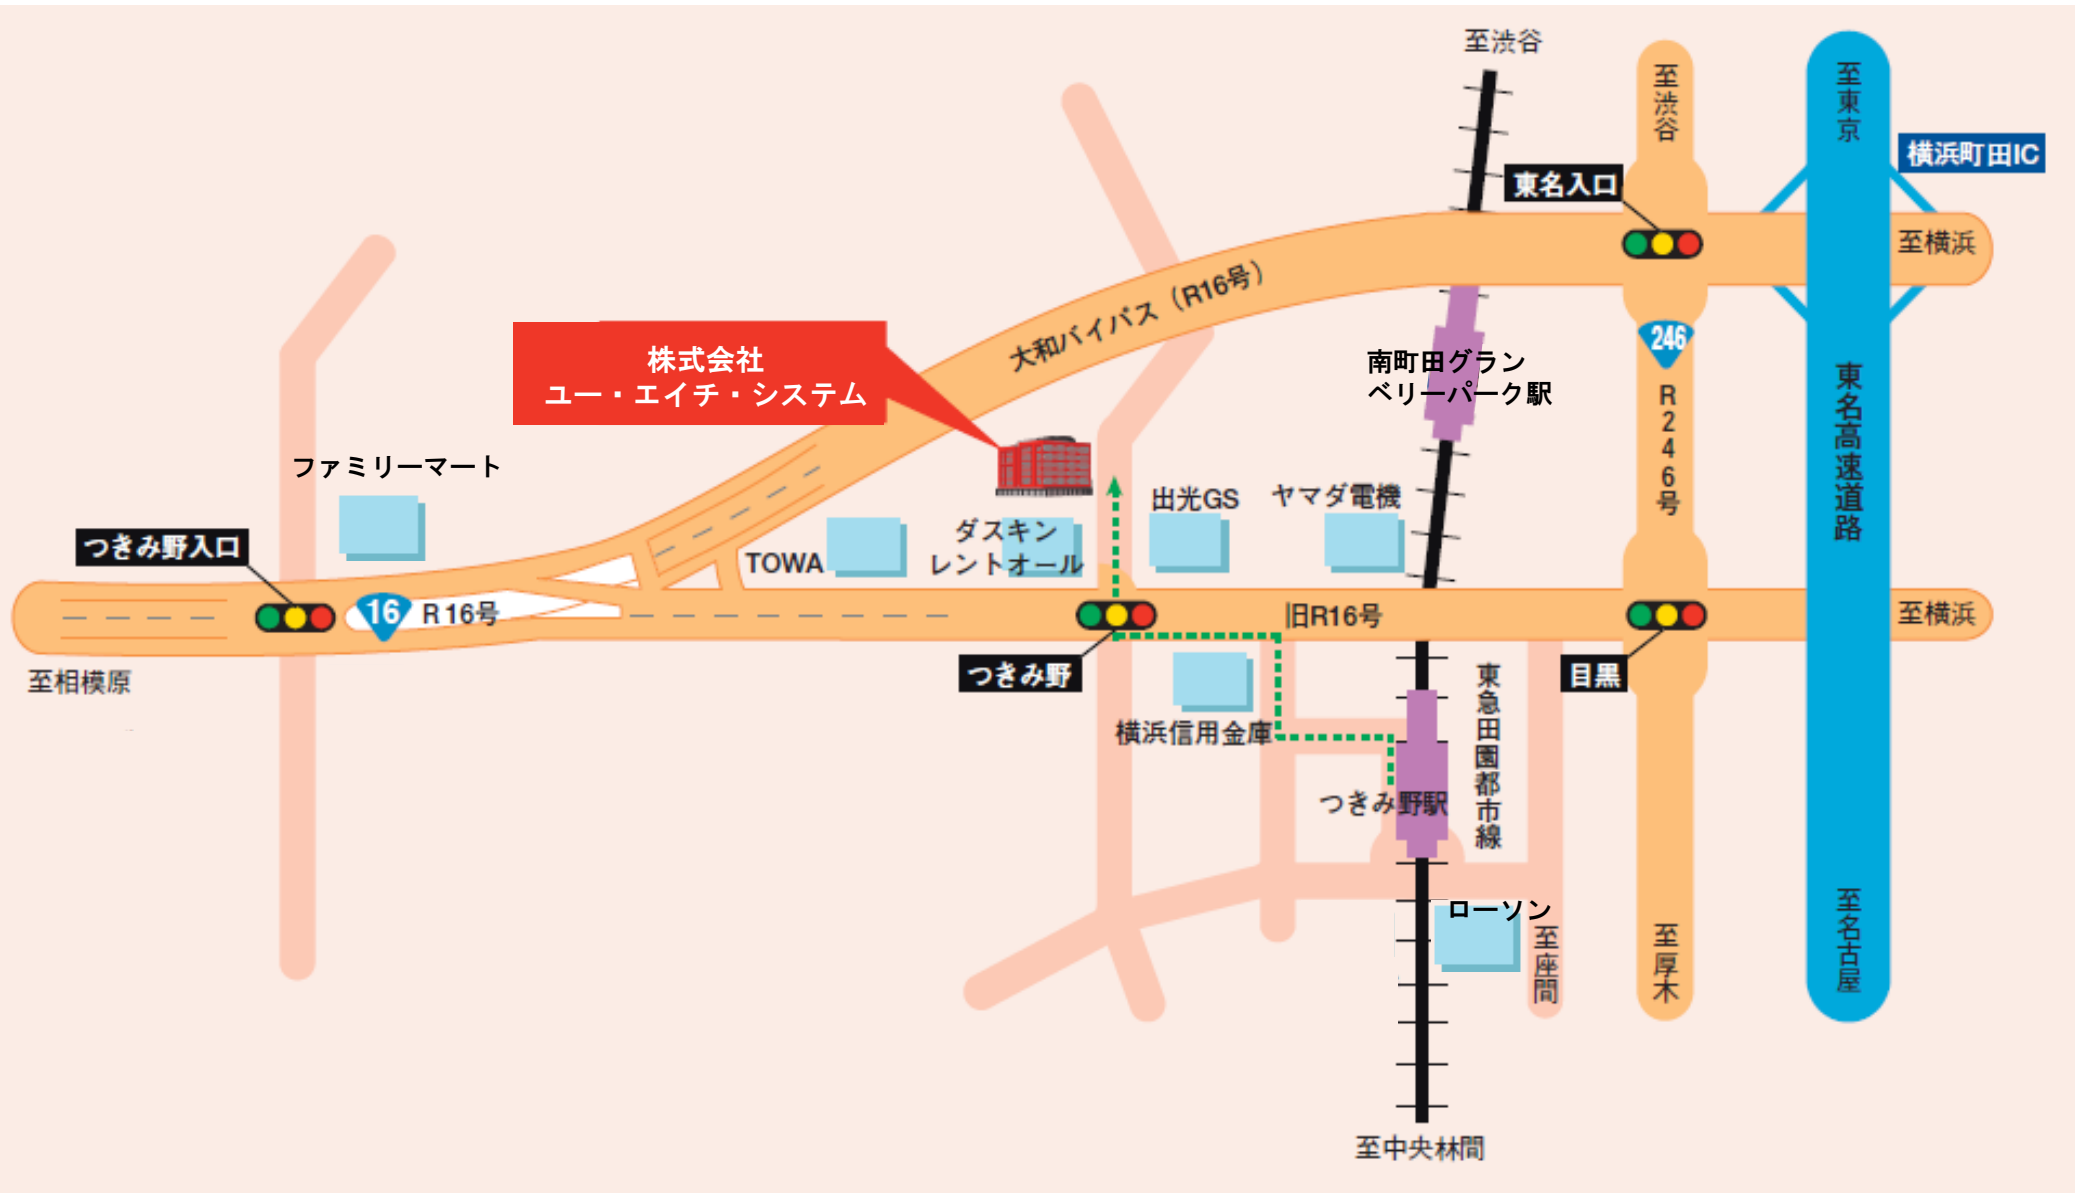 至渋谷
至渋谷
至東京
横浜町田IC
東名入口
至横浜
大和バイパス（R16号）
株式会社
ユー・エイチ・システム
246
南町田グラン
ベリーパーク駅
R246号
東名高速道路
ファミリーマート
出光GS
ヤマダ電機
つきみ野入口
TOWA
ダスキン
レントオール
16
R16号
旧R16号
至横浜
至相模原
つきみ野
目黒
横浜信用金庫
東急田園都市線
つきみ野駅
ローソン
至座間
至厚木
至名古屋
至中央林間